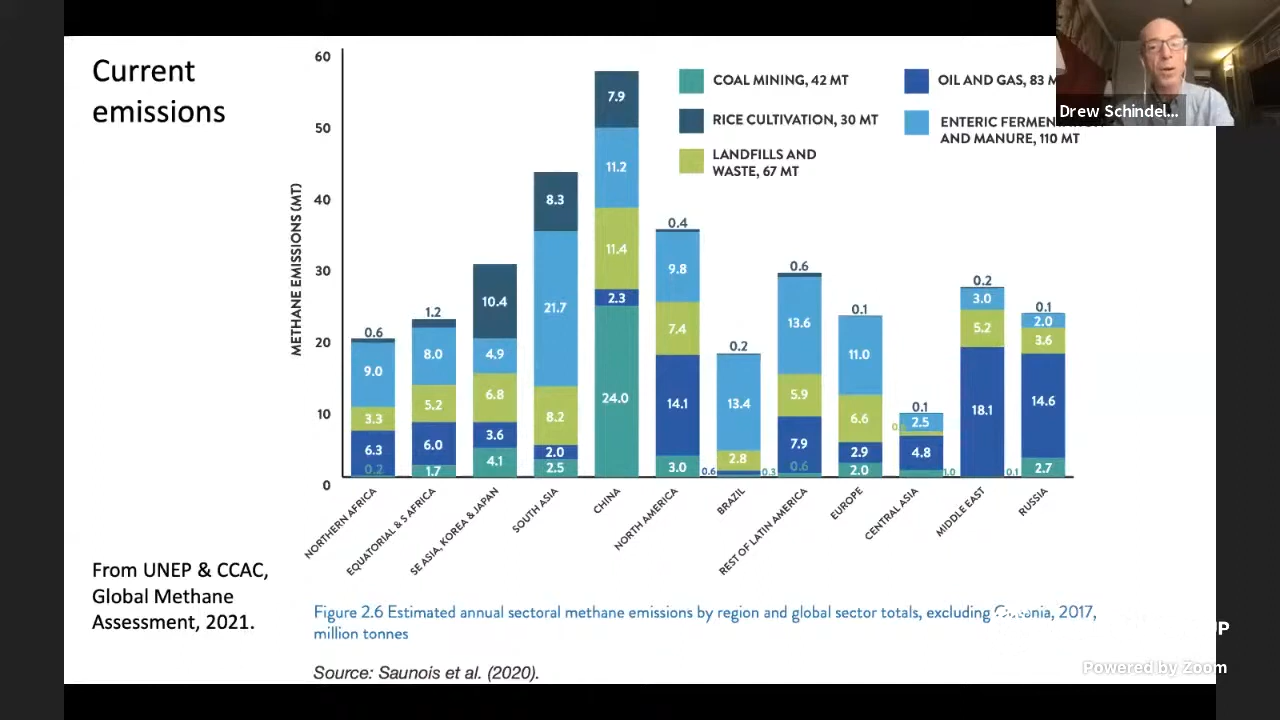 Current
emissions
60
50
40
30
20
10
0
METHANE EMISSIONS (MT)
COAL MINING, 42 MT
RICE CULTIVATION, 30 MT
LANDFILLS AND
WASTE, 67 MT
OIL AND GAS, 83
ENTERIC
AND MANURE, 110 MT
Drew Schindel...
0.6
9.0
3.3
6.3
0.2
1.2
8.0
5.2
6.0
1.7
10.4
4.9
6.8
3.6
4.1
8.3
21.7
8.2
2.0
2.5
7.9
11.2
11.4
2.3
24.0
0.4
9.8
7.4
14.1
3.0
0.2
13.4
2.8
0.6
0.3
0.6
13.6
5.9
7.9
0.6
0.1
11.0
6.6
2.9
2.0
0.1
2.5
4.8
1.0
0.2
3.0
5.2
18.1
0.1
0.1
2.0
3.6
14.6
2.7
NORTHERN AFRICA
EQUATORIAL & S AFRICA
SE ASIA, KOREA & JAPAN
SOUTH ASIA
CHINA
NORTH AMERICA
BRAZIL
REST OF LATIN AMERICA
EUROPE
CENTRAL ASIA
MIDDLE EAST
RUSSIA
From UNEP & CCAC,
Global Methane
Assessment, 2021.
Figure 2.6 Estimated annual sectoral methane emissions by region and global sector totals, excluding Oceania, 2017,
million tonnes
Source: Saunois et al. (2020).
Powered by Zoom